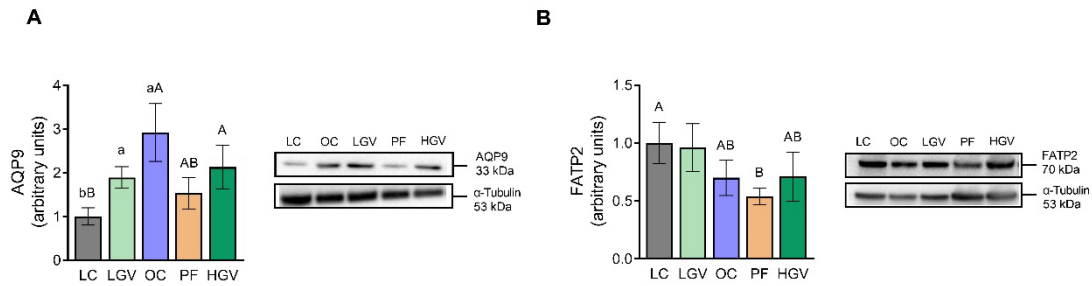 A
AQP9
(arbitrary units)
4
3
2
1
0
bB
a
aA
AB
A
LC LGV OC PF HGV
LC OC LGV PF HGV
AQP9
33 kDa
α-Tubulin
53 kDa
B
FATP2
(arbitrary units)
1.5
1.0
0.5
0.0
A
AB
B
AB
LC LGV OC PF HGV
LC OC LGV PF HGV
FATP2
70 kDa
α-Tubulin
53 kDa